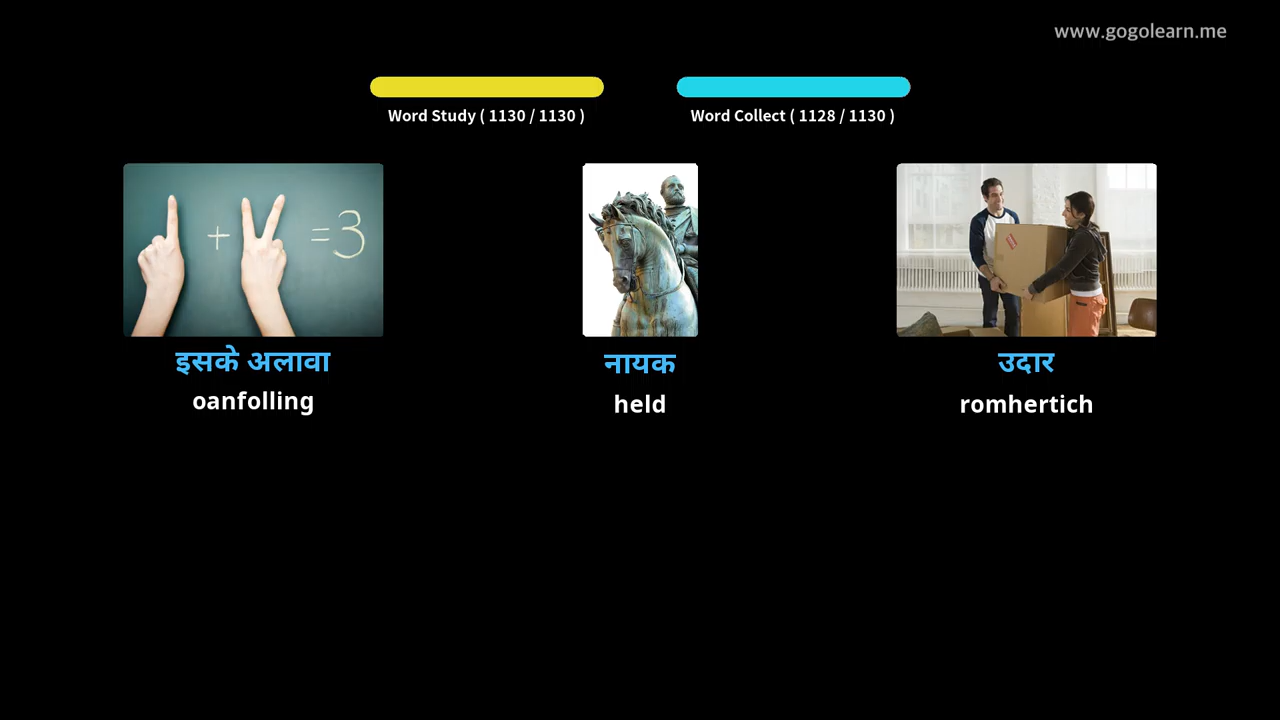 www.gogolearn.me
Word Study ( 1130 / 1130 )
Word Collect ( 1128 / 1130 )
1 + = 3
इसके अलावा
नायक
उदार
oanfolling
held
romhertich